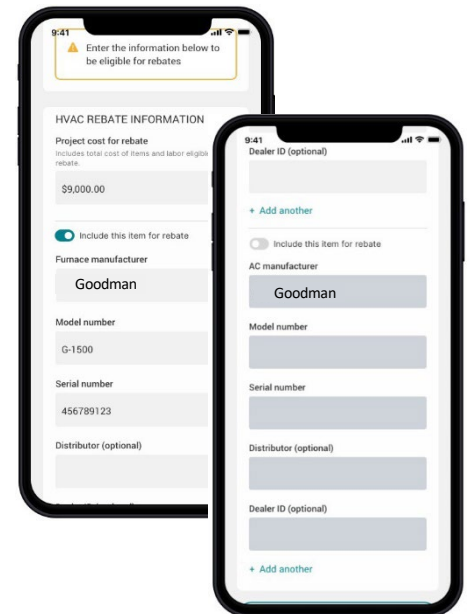 9:41
Enter the information below to
be eligible for rebates
HVAC REBATE INFORMATION
Project cost for rebate
Includes total cost of items and labor
rebate.
$9,000.00
Include this item for rebate
Furnace manufacturer
Goodman
Model number
G-1500
Serial number
456789123
Distributor (optional)
9:41
Dealer ID (optional)
+ Add another
Include this item for rebate
AC manufacturer
Goodman
Model number
Serial number
Distributor (optional)
Dealer ID (optional)
+ Add another